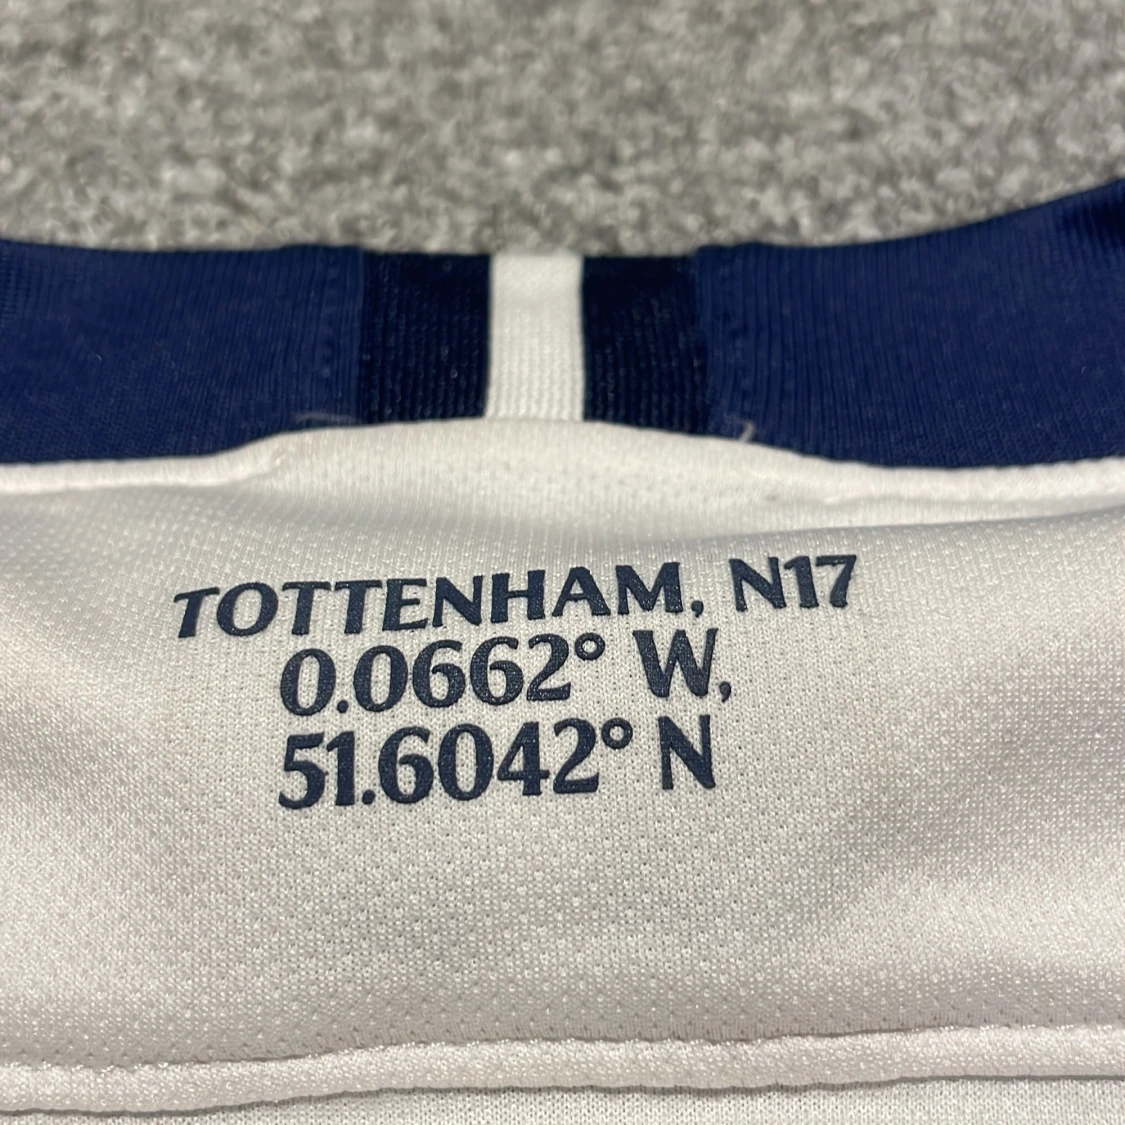 TOTTENHAM, N17
0.0662° W,
51.6042° N